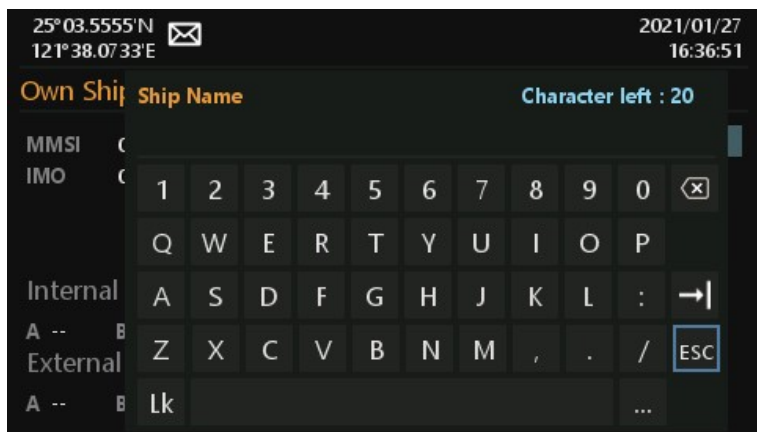 25°03.5555'N
121°38.0733'E
2021/01/27
16:36:51
Own Ship
Ship Name
Character left : 20
MMSI
IMO
1 2 3 4 5 6 7 8 9 0
Q W E R T Y U I O P
Internal
A S D F G H J K L :
A -- B
External
Z X C V B N M , . / ESC
A -- B
Lk ...